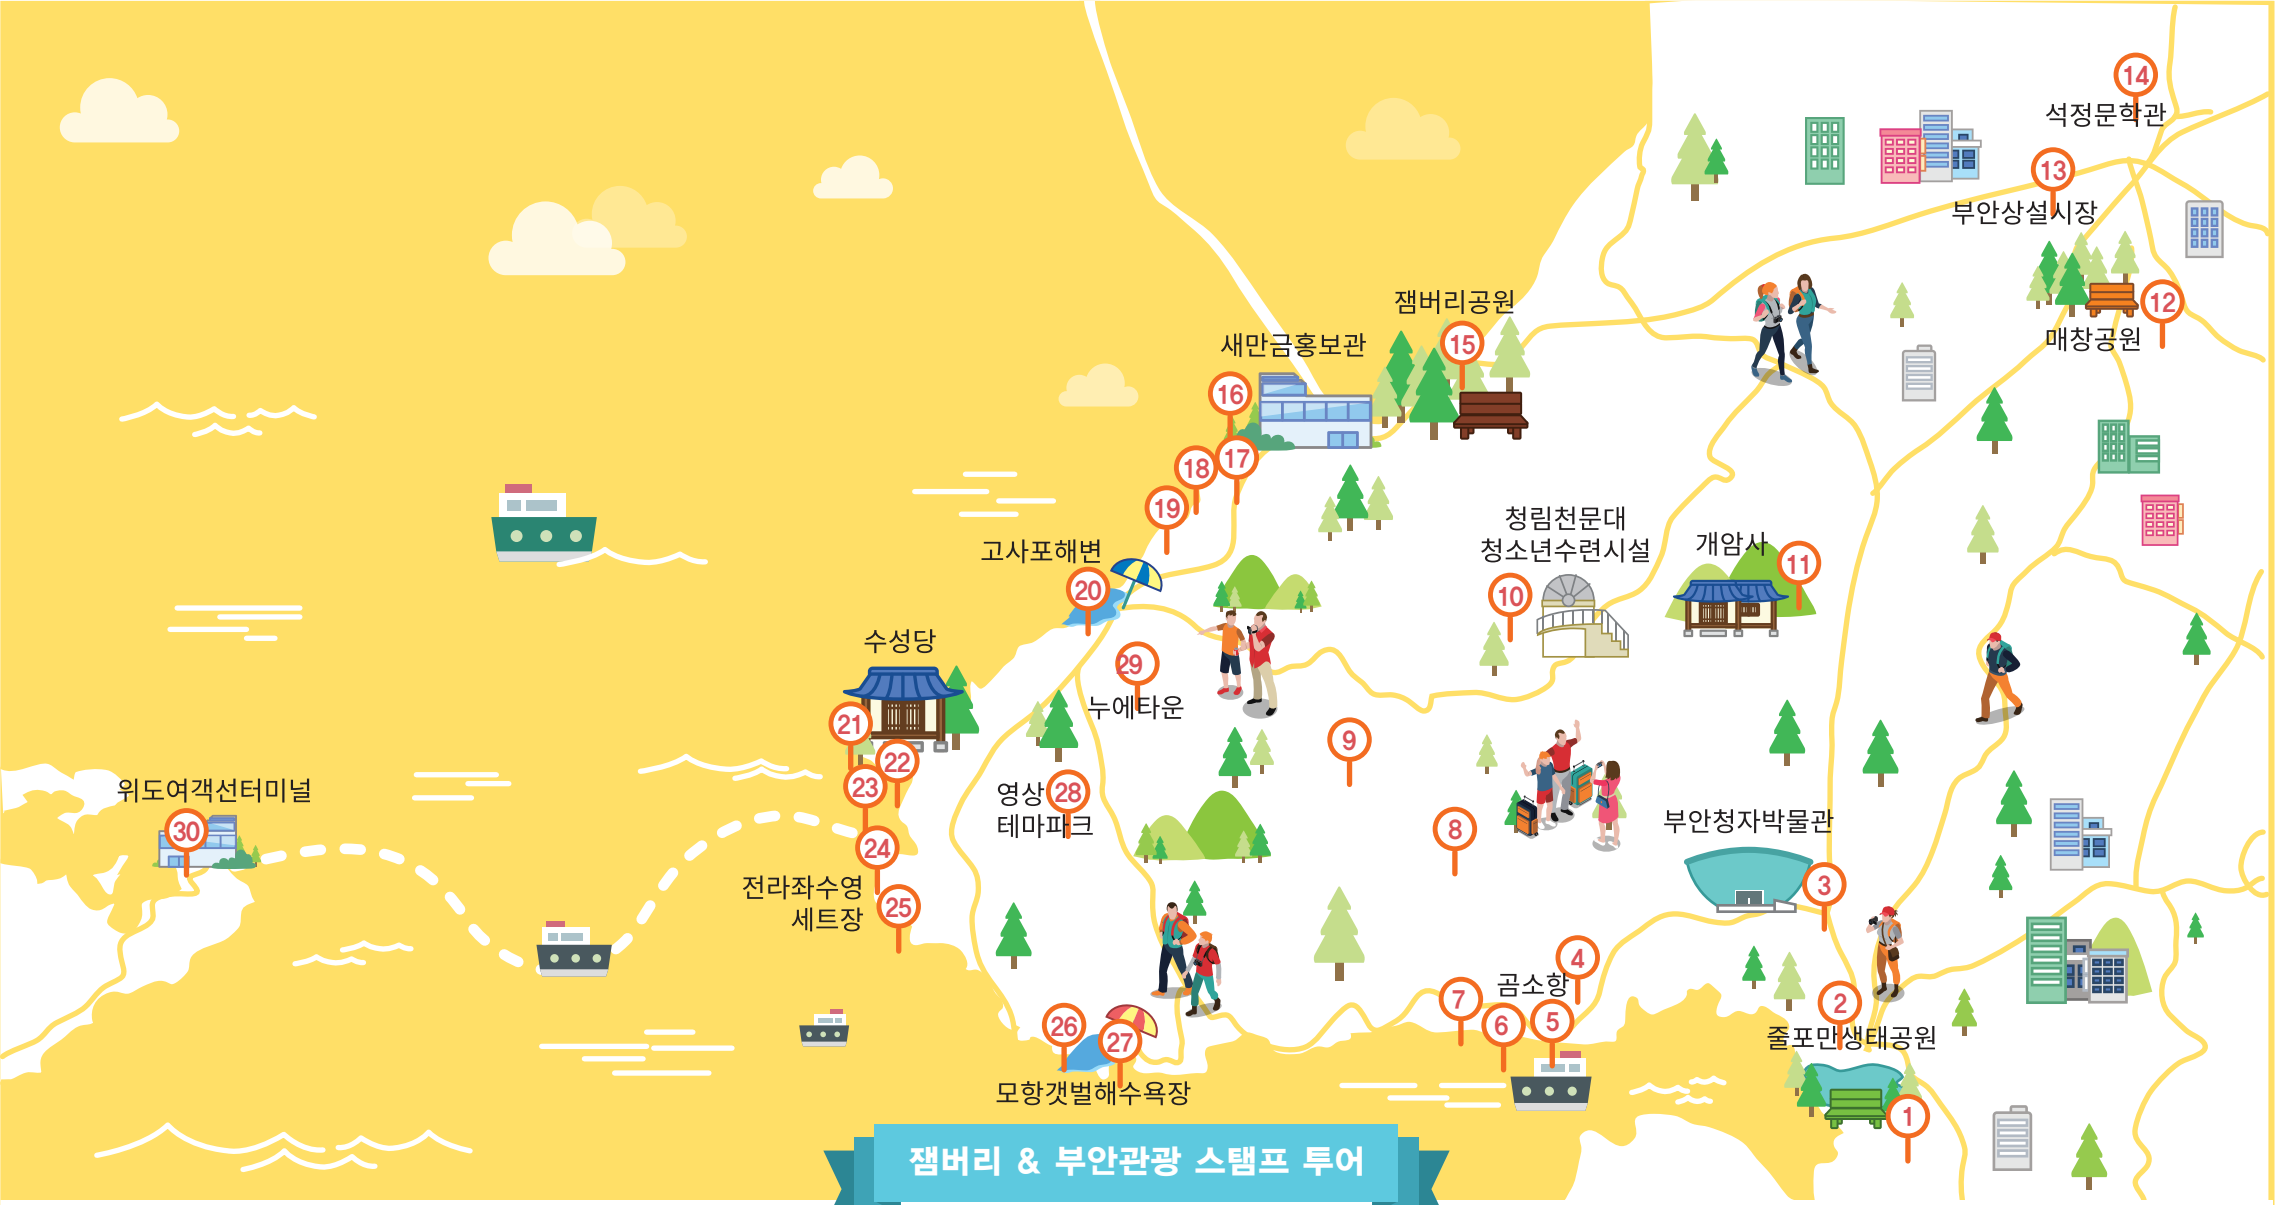 14
석정문학관
13
부안상설시장
12
매창공원
잼버리공원
15
새만금홍보관
16
17
18
19
고사포해변
20
청림천문대
청소년수련시설
10
개암사
11
수성당
21
22
23
24
25
29
누에타운
9
8
영상
테마파크
28
위도여객선터미널
30
전라좌수영
세트장
부안청자박물관
3
곰소항
4
7
6
5
2
줄포만생태공원
1
26
27
모항갯벌해수욕장
잼버리 & 부안관광 스탬프 투어